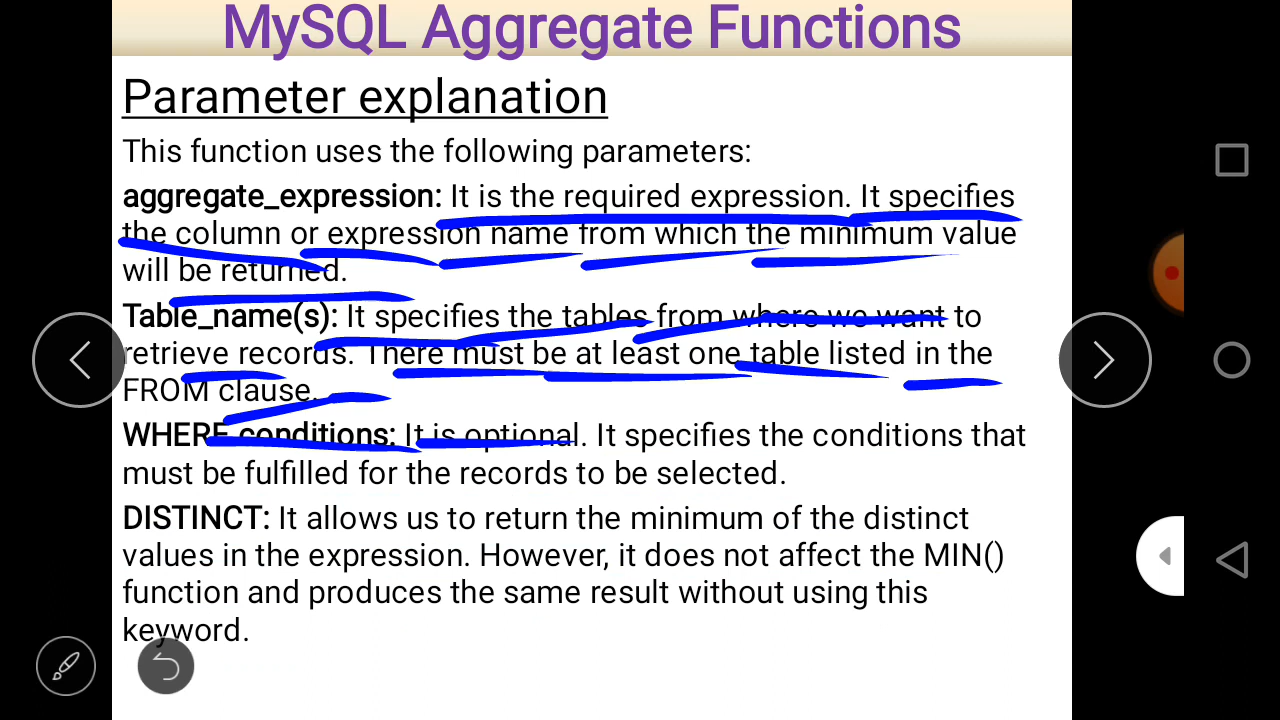 MySQL Aggregate Functions
Parameter explanation
This function uses the following parameters:
aggregate_expression: It is the required expression. It specifies
the column or expression name from which the minimum value
will be returned.
Table_name(s): It specifies the tables from where we want to
retrieve records. There must be at least one table listed in the
FROM clause.
WHERE conditions: It is optional. It specifies the conditions that
must be fulfilled for the records to be selected.
DISTINCT: It allows us to return the minimum of the distinct
values in the expression. However, it does not affect the MIN()
function and produces the same result without using this
keyword.